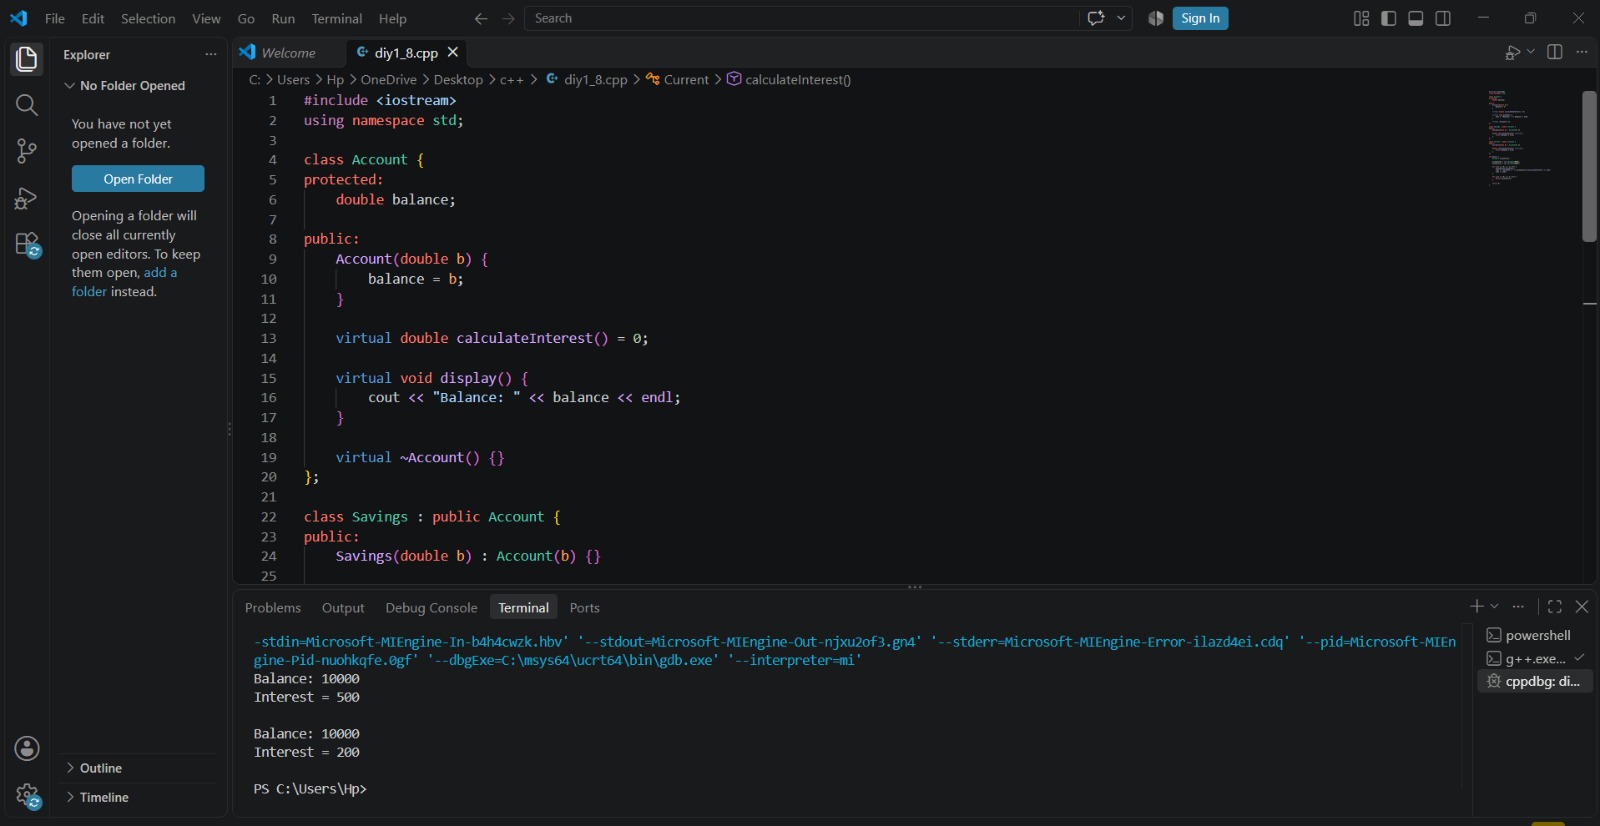 File Edit Selection View Go Run Terminal Help
Search
Sign In
Explorer
No Folder Opened
You have not yet
opened a folder.
Open Folder
Opening a folder will
close all currently
open editors. To keep
them open, add a
folder instead.
Outline
Timeline
Welcome
diy1_8.cpp
C: > Users > Hp > OneDrive > Desktop > c++ > diy1_8.cpp > Current > calculateInterest()
1 #include <iostream>
2 using namespace std;
3
4 class Account {
5 protected:
6 double balance;
7
8 public:
9 Account(double b) {
10 balance = b;
11 }
12
13 virtual double calculateInterest() = 0;
14
15 virtual void display() {
16 cout << "Balance: " << balance << endl;
17 }
18
19 virtual ~Account() {}
20 };
21
22 class Savings : public Account {
23 public:
24 Savings(double b) : Account(b) {}
25
Problems Output Debug Console Terminal Ports
-stdin=Microsoft-MIEngine-In-b4h4cwzk.hbv' '--stdout=Microsoft-MIEngine-Out-njxu2of3.gn4' '--stderr=Microsoft-MIEngine-Error-ilazd4ei.cdq' '--pid=Microsoft-MIEn
gine-Pid-nuohkqfe.0gf' '--dbgExe=C:\msys64\ucrt64\bin\gdb.exe' '--interpreter=mi'
Balance: 10000
Interest = 500
Balance: 10000
Interest = 200
PS C:\Users\Hp>
powershell
g++.exe...
cppdbg: di...